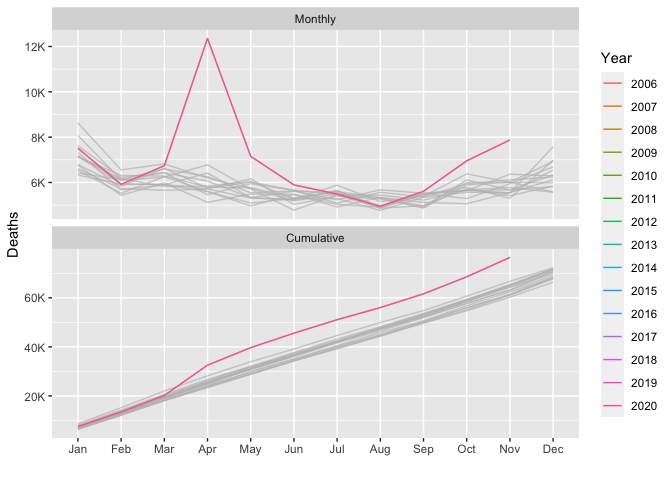 Monthly
12K
10K
8K
6K
Deaths
Cumulative
60K
40K
20K
Jan Feb Mar Apr May Jun Jul Aug Sep Oct Nov Dec
Year
2006
2007
2008
2009
2010
2011
2012
2013
2014
2015
2016
2017
2018
2019
2020